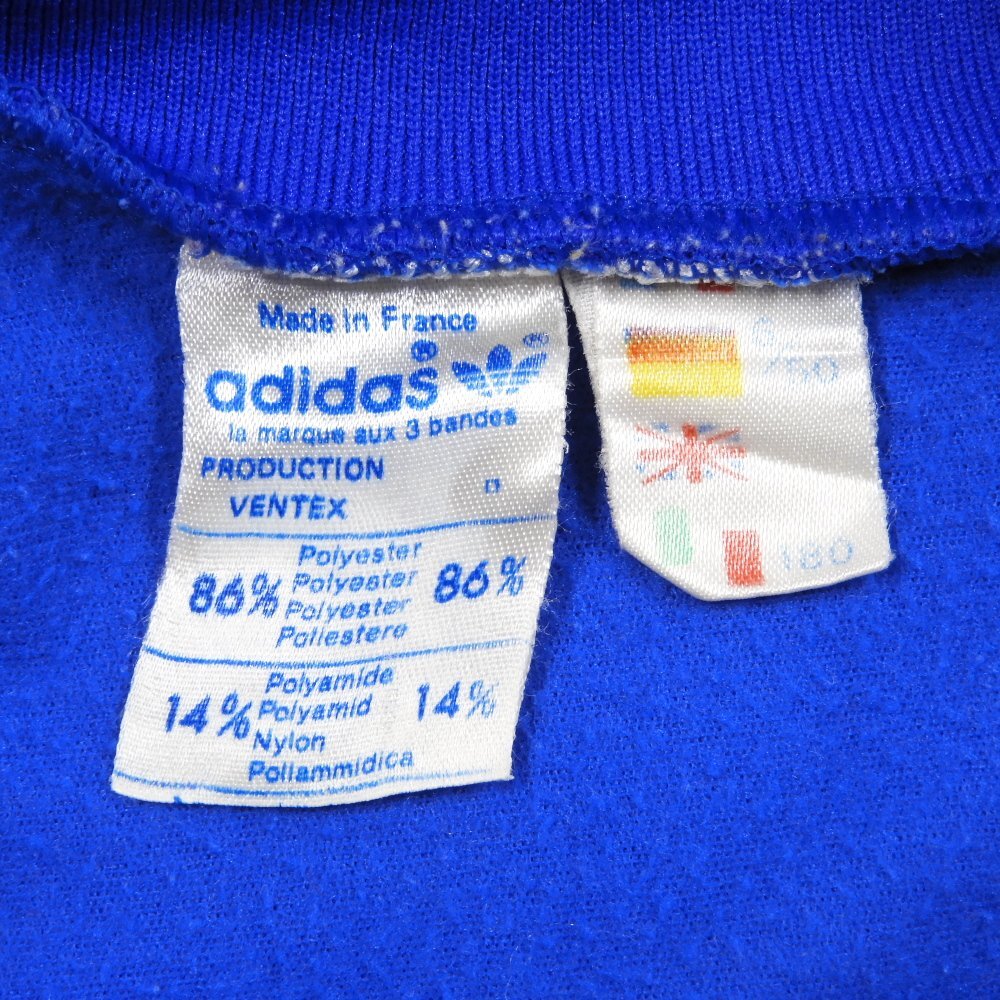 Made in France
adidas®
®
la marque aux 3 bandes
PRODUCTION
VENTEX
Polyester
86% Polyester 86%
Polyester
Poliestere
Polyamide
14% Polyamid 14%
Nylon
Poliammidica
180